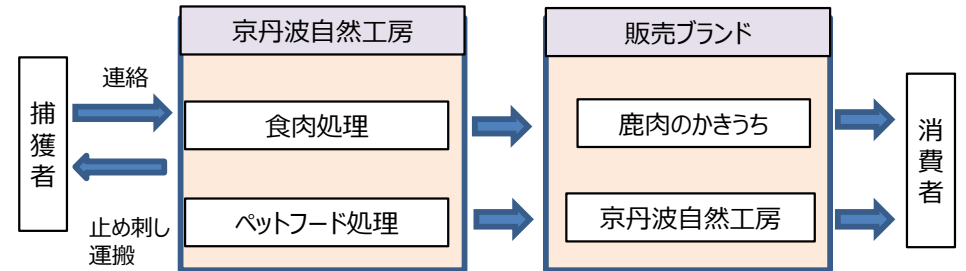 京丹波自然工房
販売ブランド
連絡
捕獲者
食肉処理
鹿肉のかきうち
消費者
ペットフード処理
京丹波自然工房
止め刺し
運搬